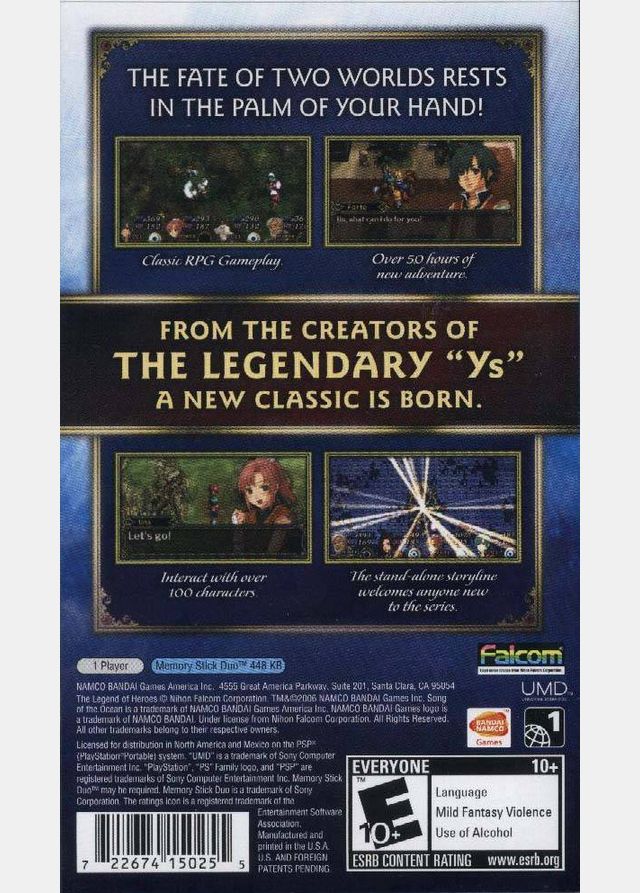 THE FATE OF TWO WORLDS RESTS
IN THE PALM OF YOUR HAND!
Classic RPG Gameplay.
Forte
Over 50 hours of
new adventure.
FROM THE CREATORS OF
THE LEGENDARY “Ys”
A NEW CLASSIC IS BORN.
Una
Let's go!
Interact with over
100 characters.
The stand-alone storyline
welcomes anyone new
to the series.
1 Player
Memory Stick Duo™ 448 KB
Falcom
NAMCO BANDAI Games America Inc. 4555 Great America Parkway, Suite 201, Santa Clara, CA 95054
The Legend of Heroes © Nihon Falcom Corporation. TM&©2006 NAMCO BANDAI Games America Inc. Song
of the Ocean is a trademark of NAMCO BANDAI Games America Inc. NAMCO BANDAI Games logo is
a trademark of NAMCO BANDAI. Under license from Nihon Falcom Corporation. All Rights Reserved.
All other trademarks belong to their respective owners.
UMD
BANDAI
NAMCO
Games
1
Licensed for distribution in North America and Mexico on the PSP®
(PlayStation®Portable) system. "UMD" is a trademark of Sony Computer
Entertainment Inc. "PlayStation", "PS" Family logo, and "PSP" are
registered trademarks of Sony Computer Entertainment Inc. Memory Stick
Duo™ may be required. Memory Stick Duo is a trademark of Sony
Corporation. The ratings icon is a registered trademark of the
Entertainment Software
Association.
Manufactured and
printed in the U.S.A.
U.S. AND FOREIGN
PATENTS PENDING.
7 22674 15025 5
EVERYONE 10+
E
10+
Language
Mild Fantasy Violence
Use of Alcohol
ESRB CONTENT RATING www.esrb.org